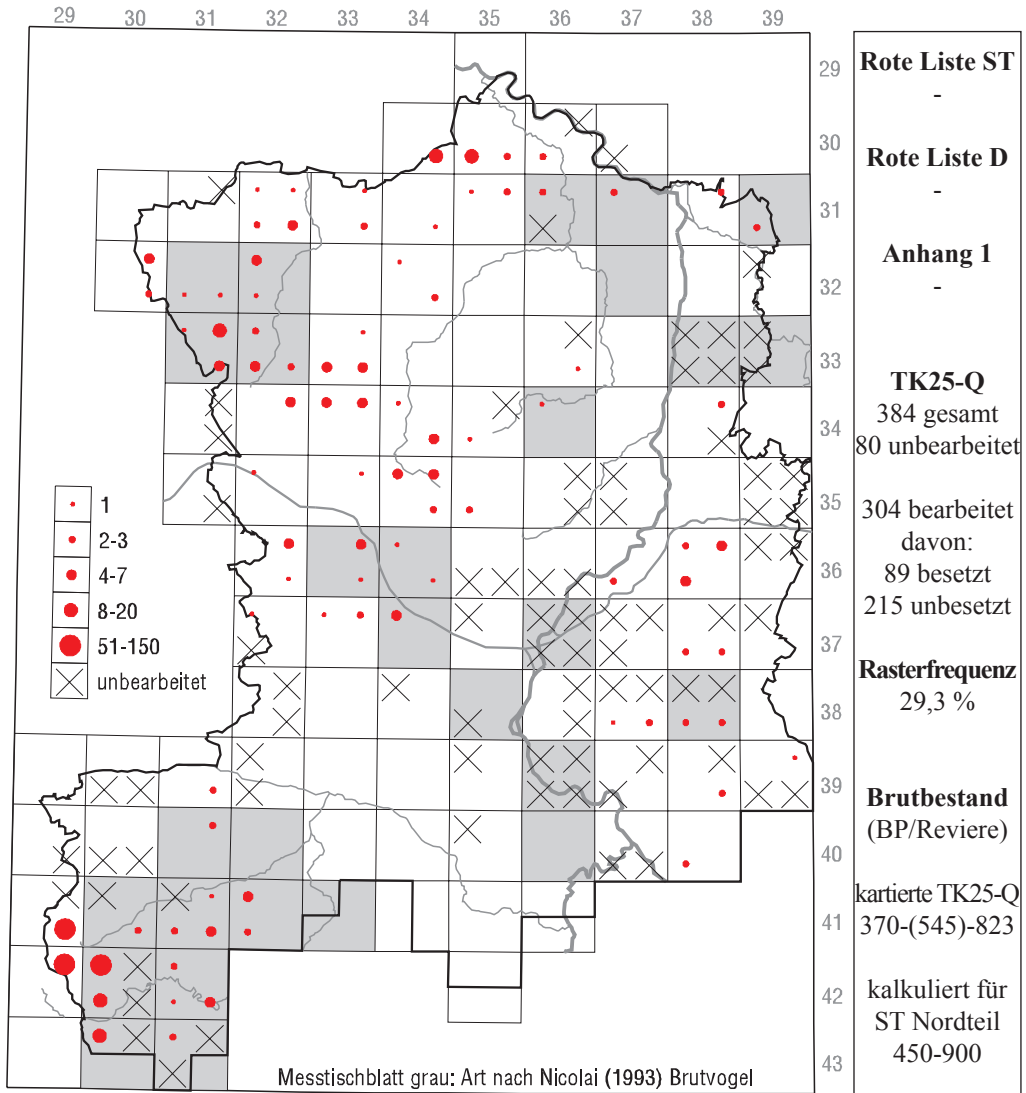 29 30 31 32 33 34 35 36 37 38 39
29
30
31
32
33
34
35
36
37
38
39
40
41
42
43
1
2-3
4-7
8-20
51-150
unbearbeitet
Messtischblatt grau: Art nach Nicolai (1993) Brutvogel
Rote Liste ST
-
Rote Liste D
-
Anhang 1
-
TK25-Q
384 gesamt
80 unbearbeitet
304 bearbeitet
davon:
89 besetzt
215 unbesetzt
Rasterfrequenz
29,3 %
Brutbestand
(BP/Reviere)
kartierte TK25-Q
370-(545)-823
kalkuliert für
ST Nordteil
450-900